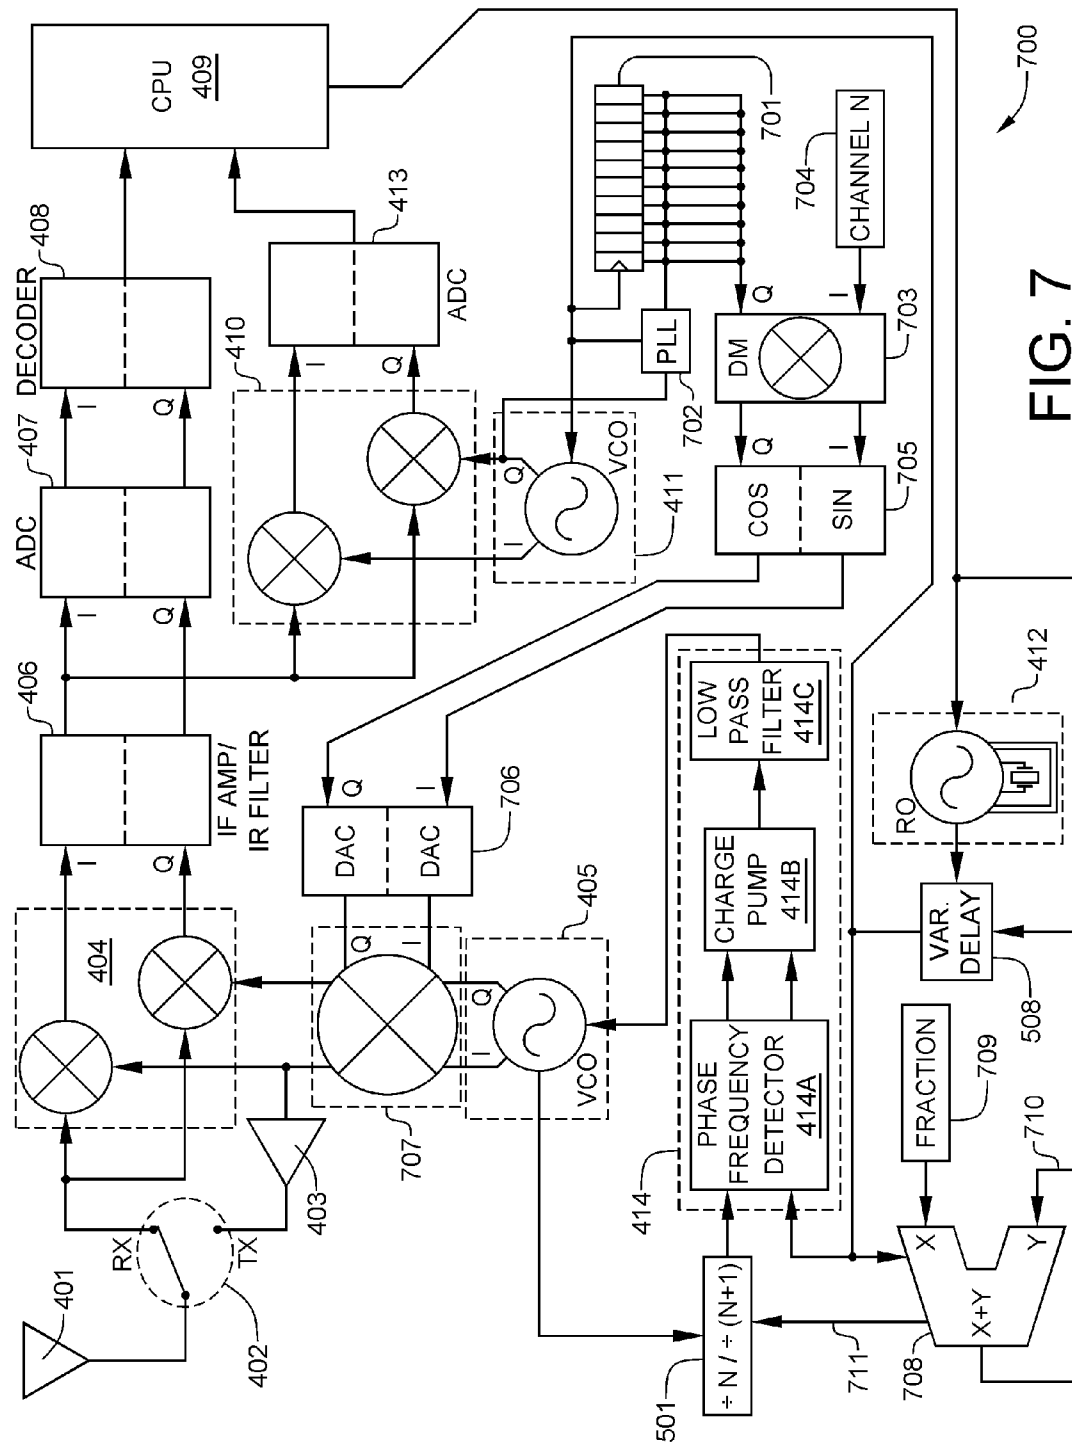 401
RX
TX
402
403
404
I
Q
406
IF AMP/
IR FILTER
I
Q
ADC
407
I
Q
DECODER
408
CPU
409
410
I
Q
413
ADC
I
Q
VCO
411
701
PLL
702
704
CHANNEL N
Q
I
DM
703
Q
I
COS
SIN
705
Q
I
DAC
DAC
706
Q
I
707
Q
I
VCO
405
414
PHASE
FREQUENCY
DETECTOR
414A
CHARGE
PUMP
414B
LOW
PASS
FILTER
414C
RO
412
VAR.
DELAY
508
FRACTION
709
710
X
Y
X+Y
708
711
÷ N / ÷ (N+1)
501
700
FIG. 7